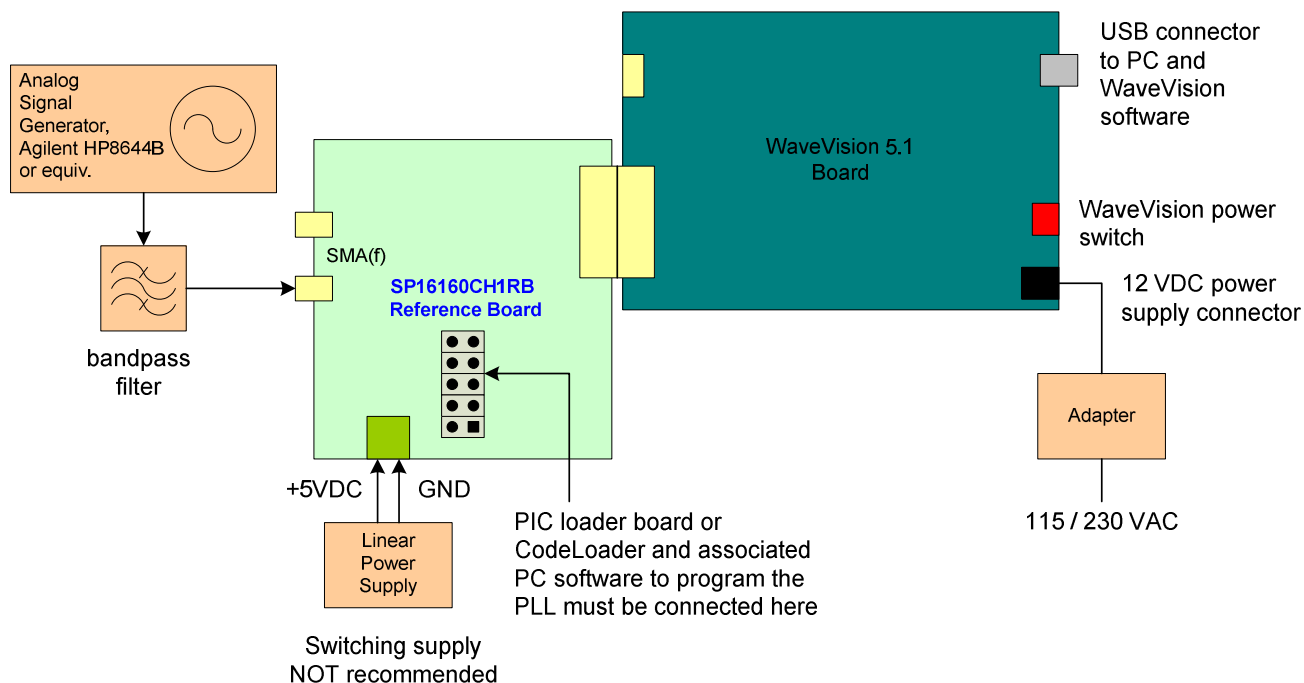 Analog
Signal
Generator,
Agilent HP8644B
or equiv.
bandpass
filter
SMA(f)
SP16160CH1RB
Reference Board
+5VDC
GND
Linear
Power
Supply
Switching supply
NOT recommended
PIC loader board or
CodeLoader and associated
PC software to program the
PLL must be connected here
WaveVision 5.1
Board
USB connector
to PC and
WaveVision
software
WaveVision power
switch
12 VDC power
supply connector
Adapter
115 / 230 VAC